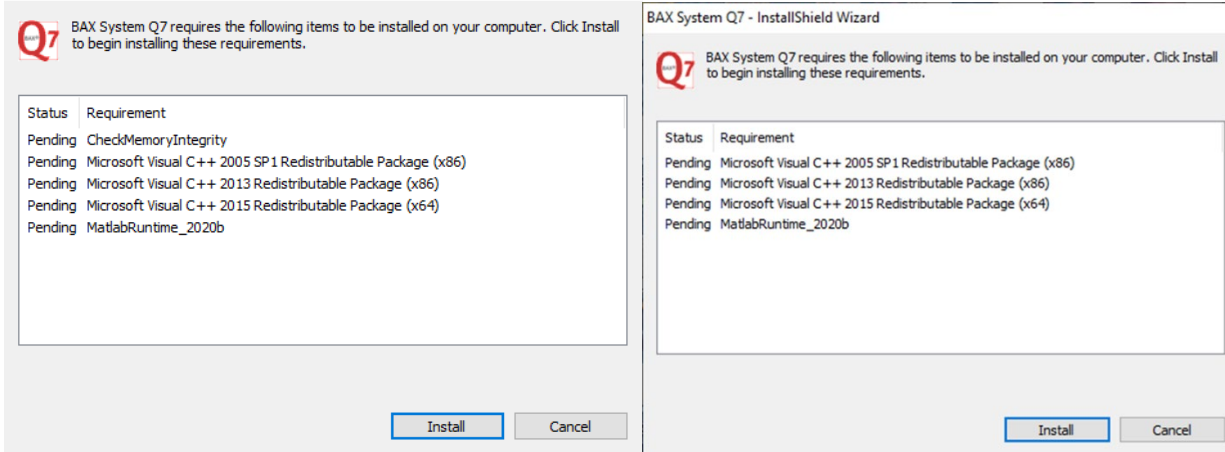 BAX System Q7 requires the following items to be installed on your computer. Click Install
to begin installing these requirements.
Q7
Status Requirement
Pending CheckMemoryIntegrity
Pending Microsoft Visual C++ 2005 SP1 Redistributable Package (x86)
Pending Microsoft Visual C++ 2013 Redistributable Package (x86)
Pending Microsoft Visual C++ 2015 Redistributable Package (x64)
Pending MatlabRuntime_2020b
Install Cancel
BAX System Q7 - InstallShield Wizard
BAX System Q7 requires the following items to be installed on your computer. Click Install
to begin installing these requirements.
Q7
Status Requirement
Pending Microsoft Visual C++ 2005 SP1 Redistributable Package (x86)
Pending Microsoft Visual C++ 2013 Redistributable Package (x86)
Pending Microsoft Visual C++ 2015 Redistributable Package (x64)
Pending MatlabRuntime_2020b
Install Cancel